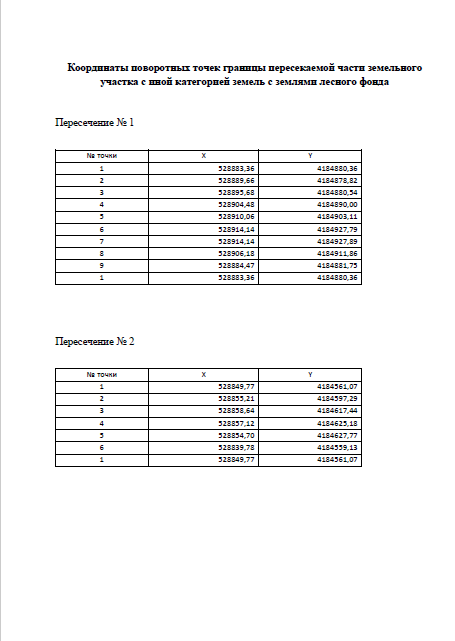 Координаты поворотных точек границы пересекаемой части земельного
участка с иной категорией земель с землями лесного фонда
Пересечение № 1
№ точки X Y
1 528883,36 4184880,36
2 528889,66 4184878,82
3 528895,68 4184880,54
4 528904,48 4184890,00
5 528910,06 4184903,11
6 528914,14 4184927,79
7 528914,14 4184927,89
8 528906,18 4184911,86
9 528884,47 4184881,75
1 528883,36 4184880,36
Пересечение № 2
№ точки X Y
1 528849,77 4184561,07
2 528855,21 4184597,29
3 528858,64 4184617,44
4 528857,12 4184625,18
5 528854,70 4184627,77
6 528839,78 4184559,13
1 528849,77 4184561,07